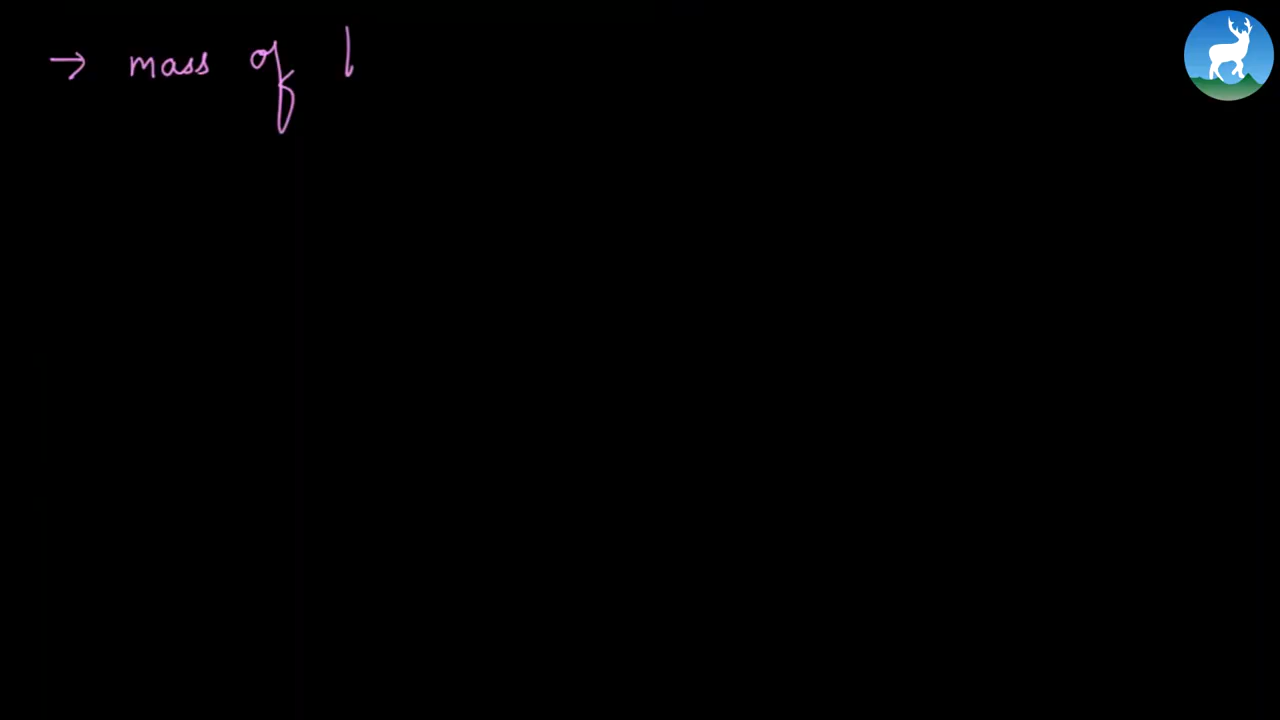 → mass of l